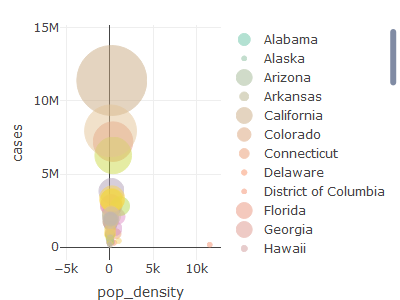 15M
10M
5M
0
cases
−5k
0
5k
10k
pop_density
Alabama
Alaska
Arizona
Arkansas
California
Colorado
Connecticut
Delaware
District of Columbia
Florida
Georgia
Hawaii